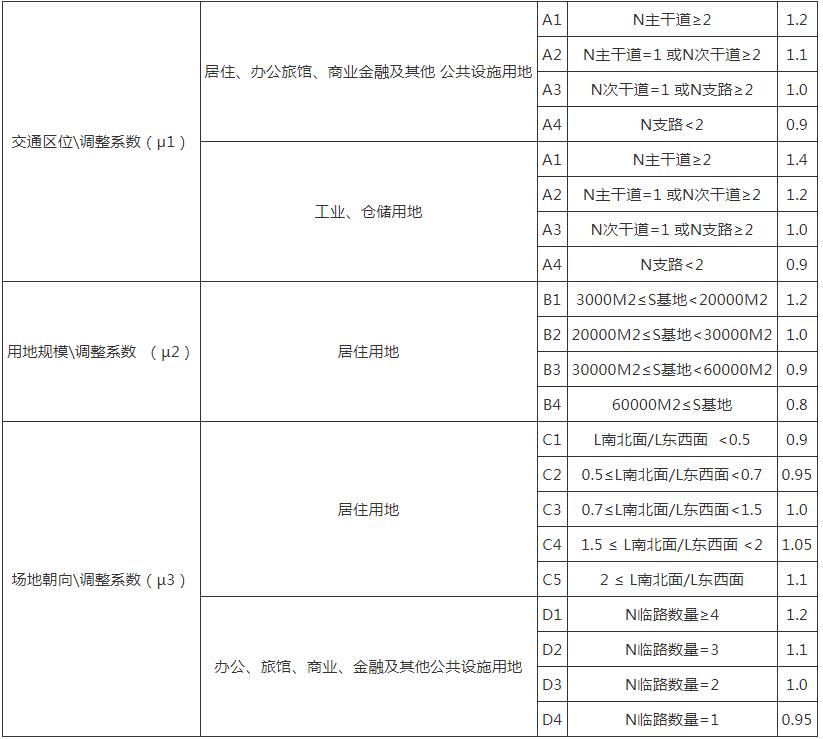 交通区位\调整系数（μ1）
居住、办公旅馆、商业金融及其他 公共设施用地
A1 N主干道≥2 1.2
A2 N主干道=1 或N次干道≥2 1.1
A3 N次干道=1 或N支路≥2 1.0
A4 N支路<2 0.9
工业、仓储用地
A1 N主干道≥2 1.4
A2 N主干道=1 或N次干道≥2 1.2
A3 N次干道=1 或N支路≥2 1.0
A4 N支路<2 0.9
用地规模\调整系数 （μ2）
居住用地
B1 3000M2≤S基地<20000M2 1.2
B2 20000M2≤S基地<30000M2 1.0
B3 30000M2≤S基地<60000M2 0.9
B4 60000M2≤S基地 0.8
场地朝向\调整系数（μ3）
居住用地
C1 L南北面/L东西面 <0.5 0.9
C2 0.5≤L南北面/L东西面<0.7 0.95
C3 0.7≤L南北面/L东西面<1.5 1.0
C4 1.5 ≤ L南北面/L东西面 <2 1.05
C5 2 ≤ L南北面/L东西面 1.1
办公、旅馆、商业、金融及其他公共设施用地
D1 N临路数量≥4 1.2
D2 N临路数量=3 1.1
D3 N临路数量=2 1.0
D4 N临路数量=1 0.95